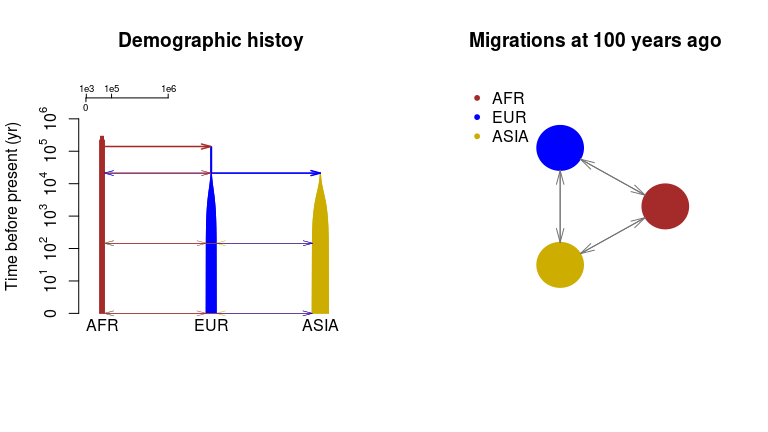 Demographic histoy
1e3 1e5 1e6
0
Time before present (yr)
10^6
10^5
10^4
10^3
10^2
10^1
0
AFR EUR ASIA
Migrations at 100 years ago
AFR
EUR
ASIA